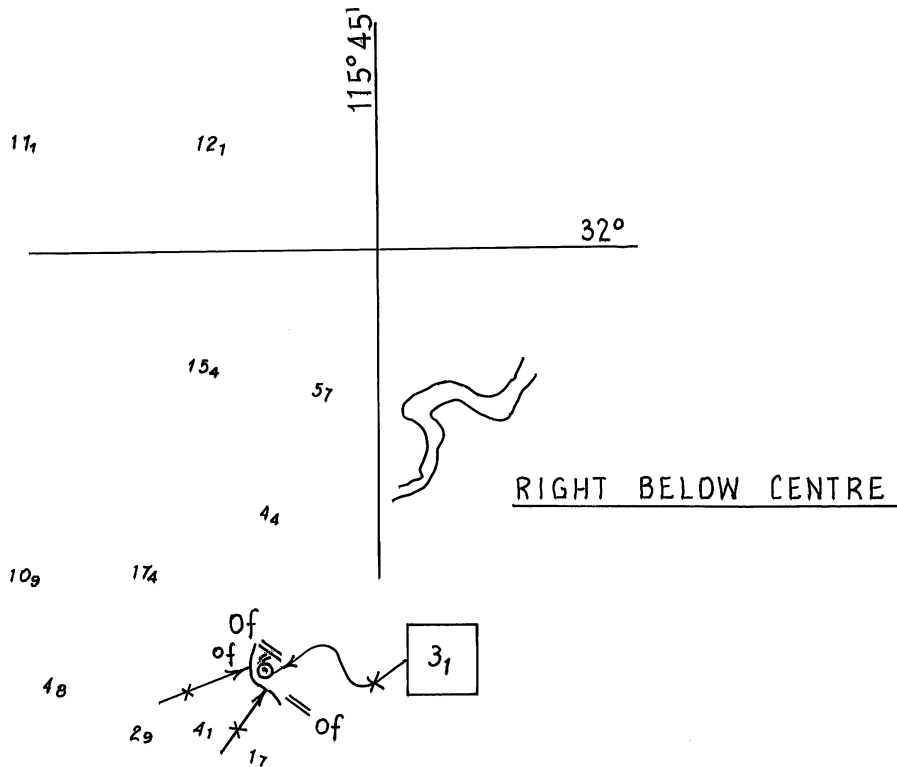 115° 45'
11₁ 12₁
32°
15₄ 5₇
RIGHT BELOW CENTRE
4₄
10₉ 17₄
Of
of
3₁
4₈
Of
2₉ 4₁
1₇